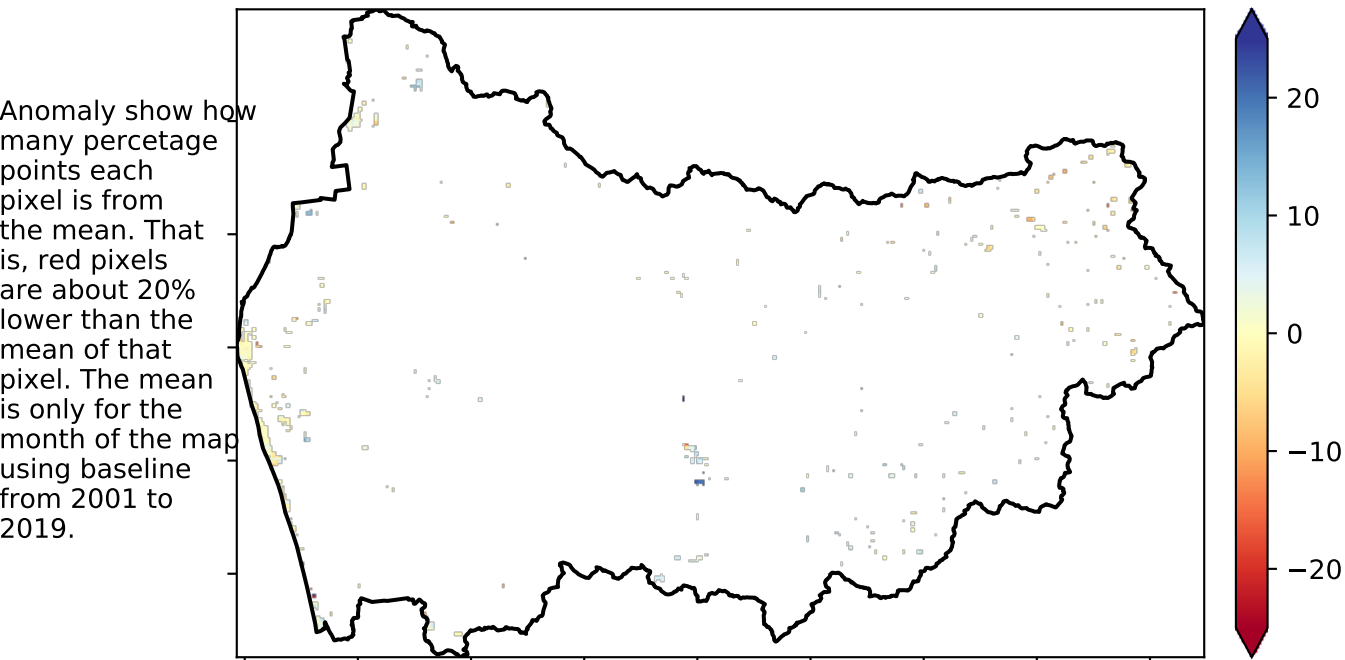 Anomaly show how
many percetage
points each
pixel is from
the mean. That
is, red pixels
are about 20%
lower than the
mean of that
pixel. The mean
is only for the
month of the map
using baseline
from 2001 to
2019.
20
10
0
−10
−20